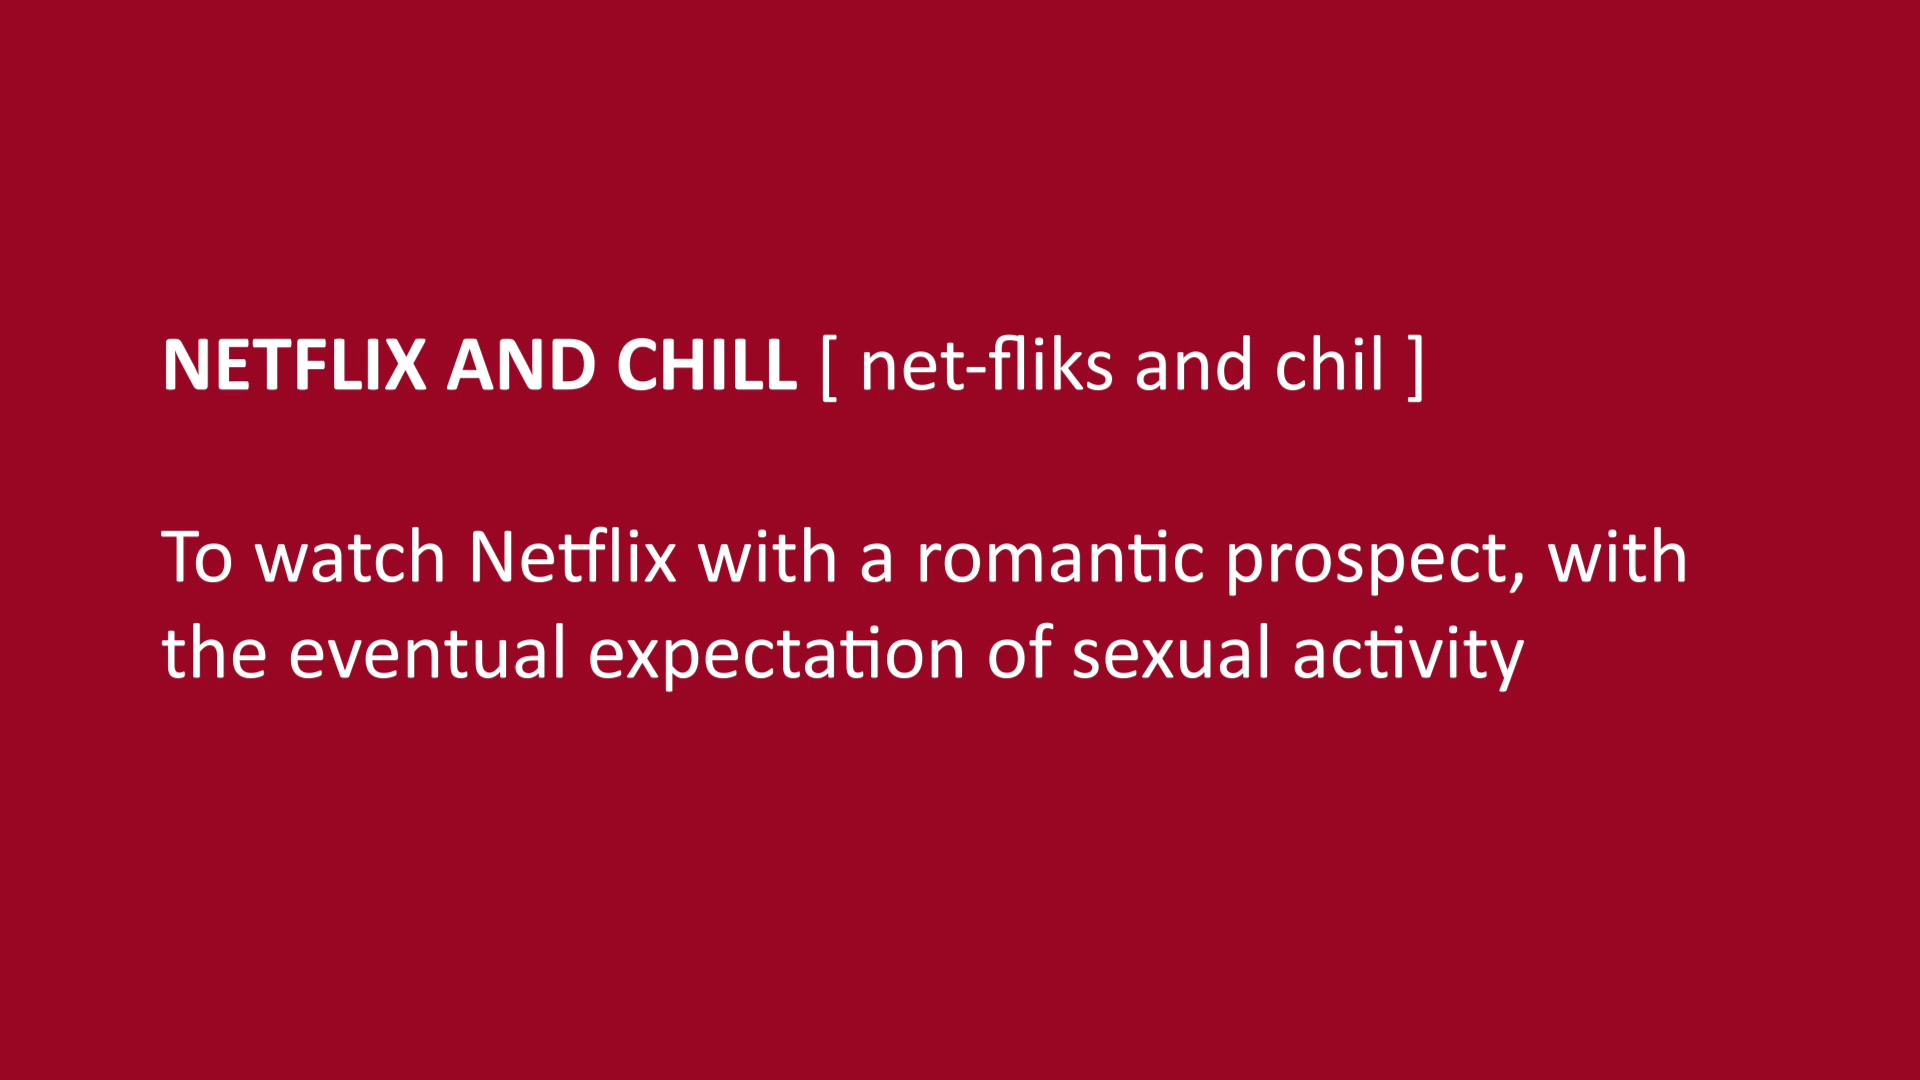 NETFLIX AND CHILL [ net-fliks and chil ]
To watch Netflix with a romantic prospect, with
the eventual expectation of sexual activity